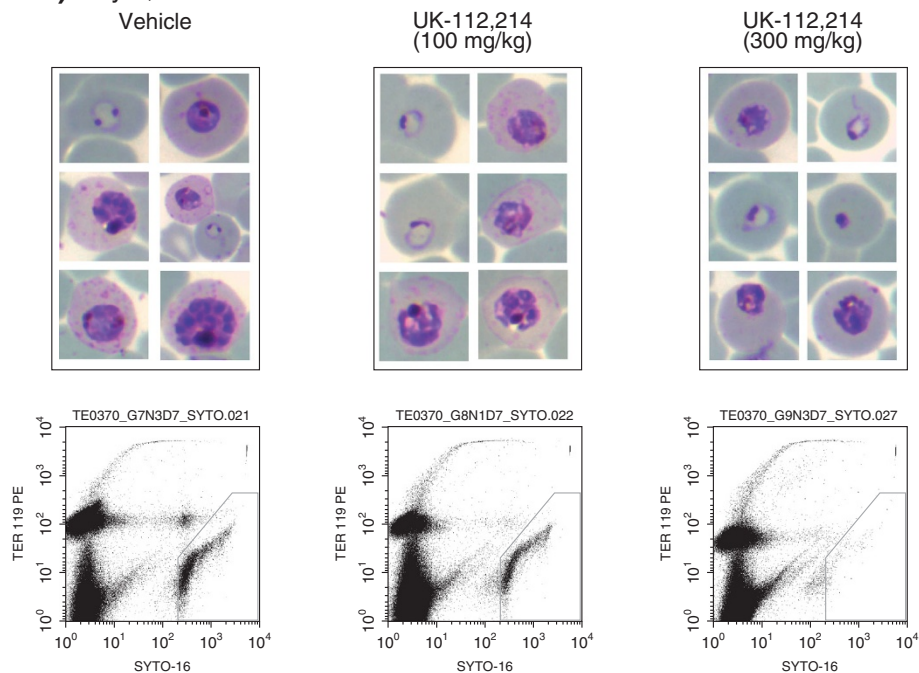 Vehicle
UK-112,214
(100 mg/kg)
UK-112,214
(300 mg/kg)
TE0370_G7N3D7_SYTO.021
10⁴
10³
10²
10¹
10⁰
TER 119 PE
10⁰ 10¹ 10² 10³ 10⁴
SYTO-16
TE0370_G8N1D7_SYTO.022
10⁴
10³
10²
10¹
10⁰
TER 119 PE
10⁰ 10¹ 10² 10³ 10⁴
SYTO-16
TE0370_G9N3D7_SYTO.027
10⁴
10³
10²
10¹
10⁰
TER 119 PE
10⁰ 10¹ 10² 10³ 10⁴
SYTO-16